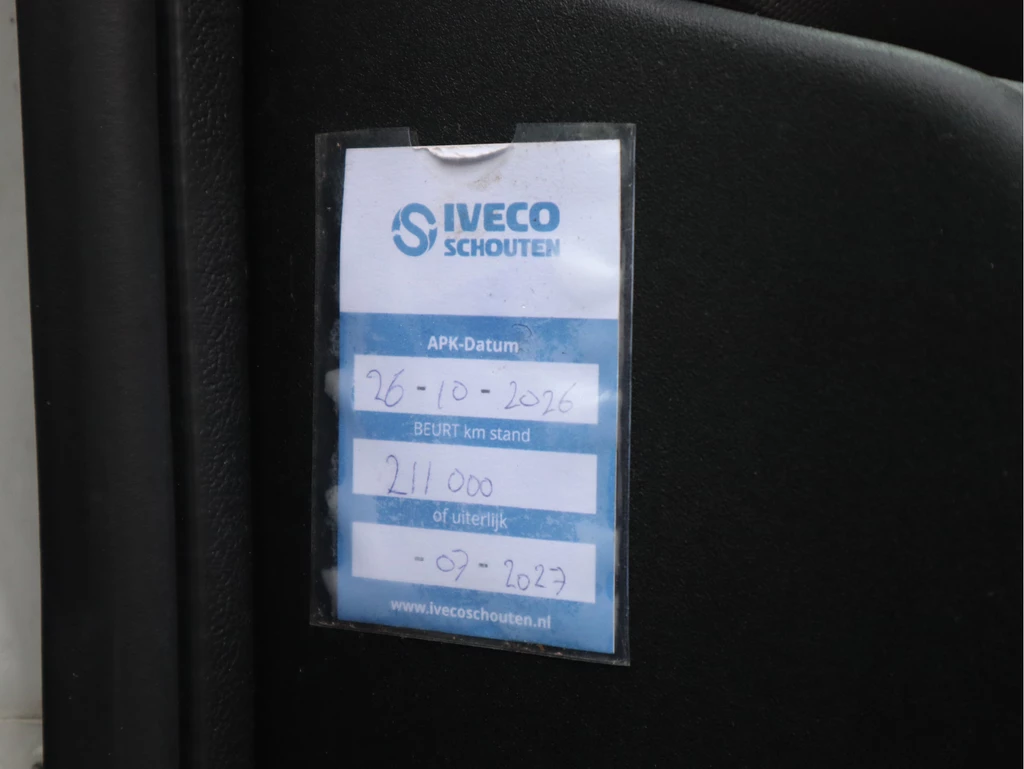 IVECO
SCHOUTEN
APK-Datum
26 - 10 - 2026
BEURT km stand
211 000
of uiterlijk
- 07 - 2027
www.ivecoschouten.nl